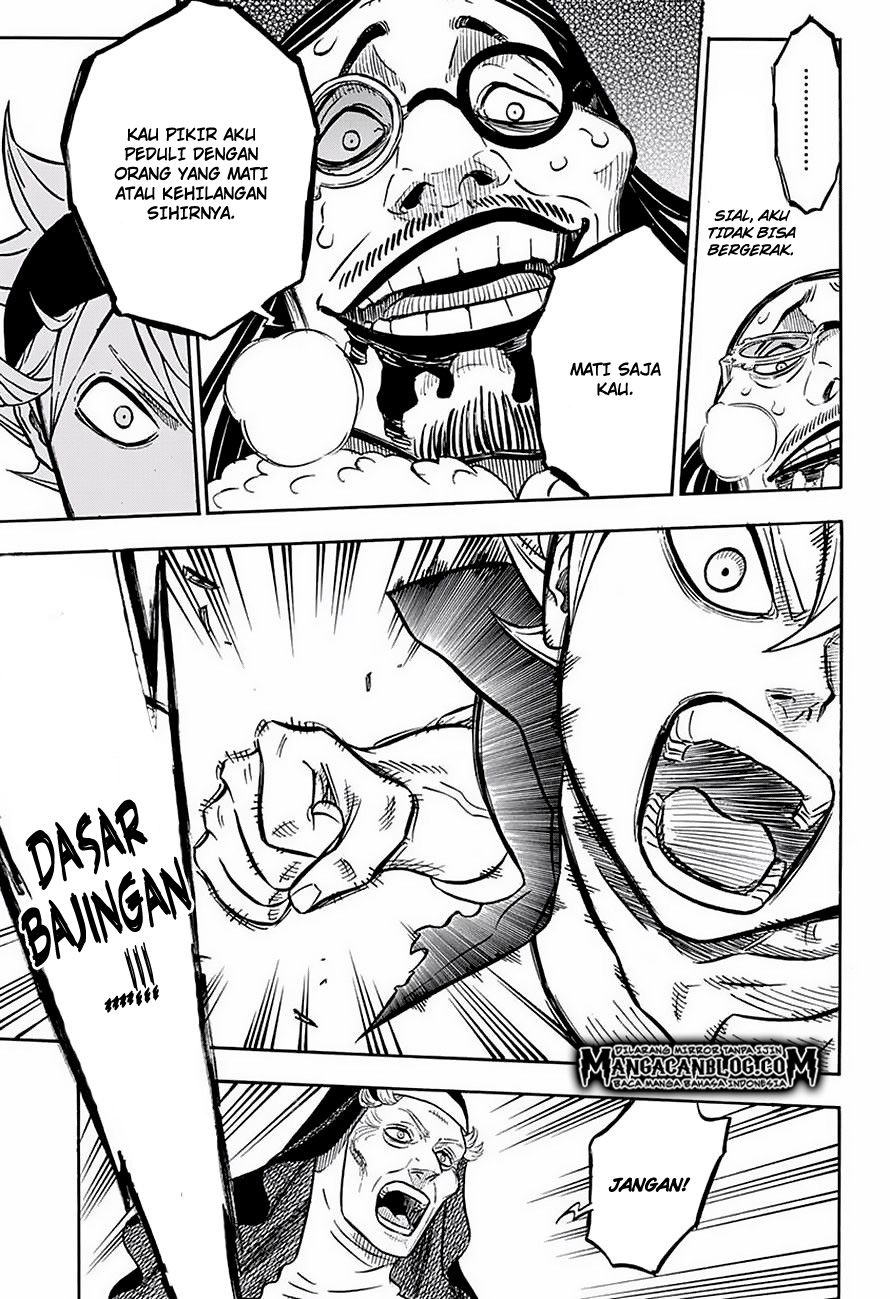 .........
SIAL, AKU
TIDAK BISA
BERGERAK.
MATI SAJA
KAU.
KAU PIKIR AKU
PEDULI DENGAN
ORANG YANG MATI
ATAU KEHILANGAN
SIHIRNYA.
DASAR
BAJINGAN
!!!
JANGAN!
DILARANG MIRROR TANPA IJIN
MANGACANBLOG.COM
BACA MANGA BAHASA INDONESIA